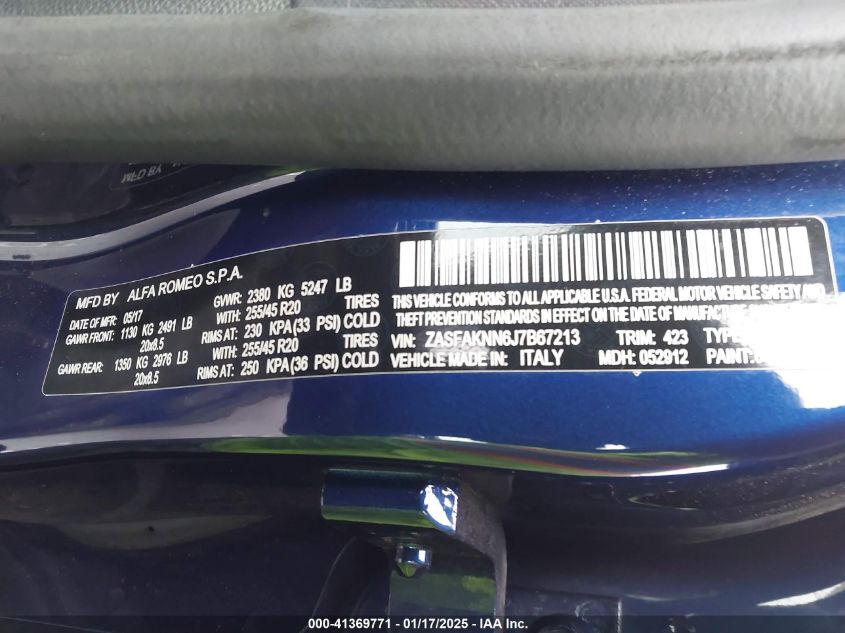 MFD BY ALFA ROMEO S.P.A.
DATE OF MFR: 05/17 GVWR: 2380 KG 5247 LB
GAWR FRONT: 1130 KG 2491 LB WITH: 255/45 R20 TIRES
20x8.5 RIMS AT: 230 KPA(33 PSI) COLD
GAWR REAR: 1350 KG 2976 LB WITH: 255/45 R20 TIRES
20x8.5 RIMS AT: 250 KPA(36 PSI) COLD
THIS VEHICLE CONFORMS TO ALL APPLICABLE U.S.A. FEDERAL MOTOR VEHICLE SAFETY AND
THEFT PREVENTION STANDARDS IN EFFECT ON THE DATE OF MANUFACTURE SHOWN ABOVE.
VIN: ZASFAKNN6J7B67213 TRIM: 423
VEHICLE MADE IN: ITALY MDH: 052912 PAINT:
000-41369771 - 01/17/2025 - IAA Inc.